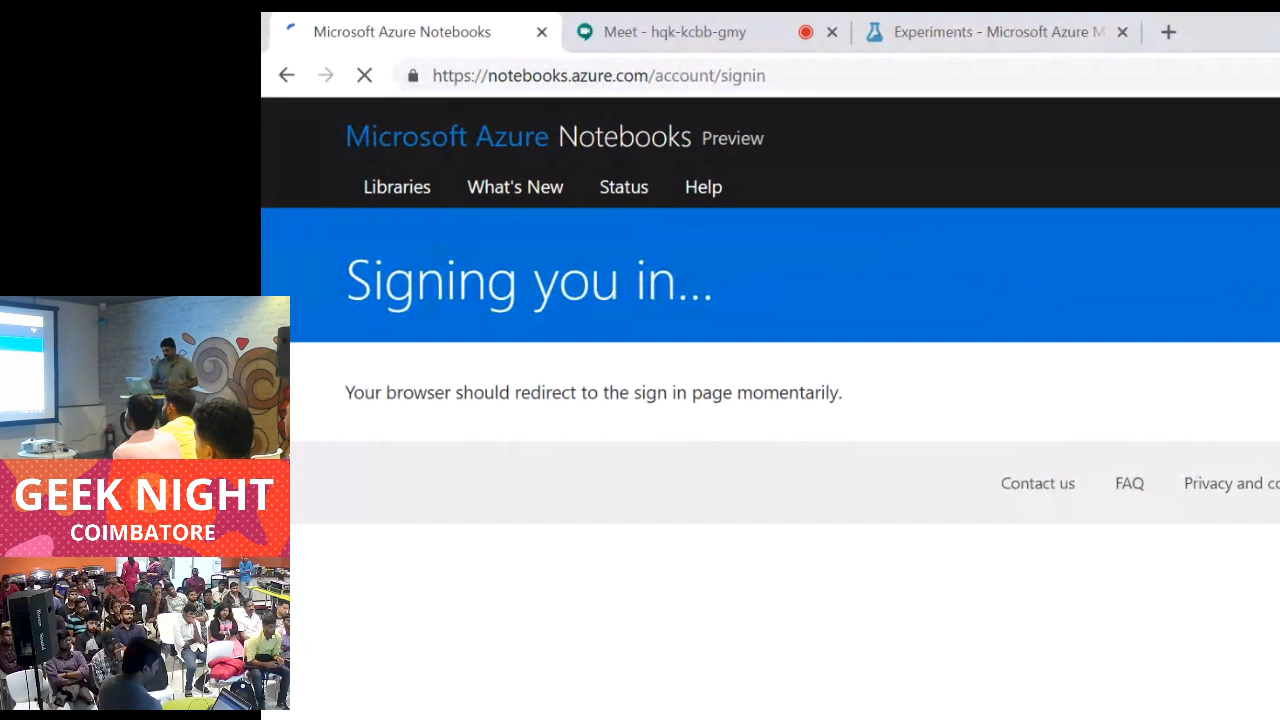 Microsoft Azure Notebooks
Meet - hqk-kcbb-gmy
Experiments - Microsoft Azure M
https://notebooks.azure.com/account/signin
Microsoft Azure Notebooks Preview
Libraries What's New Status Help
Signing you in...
Your browser should redirect to the sign in page momentarily.
Contact us FAQ Privacy and co
GEEK NIGHT
COIMBATORE